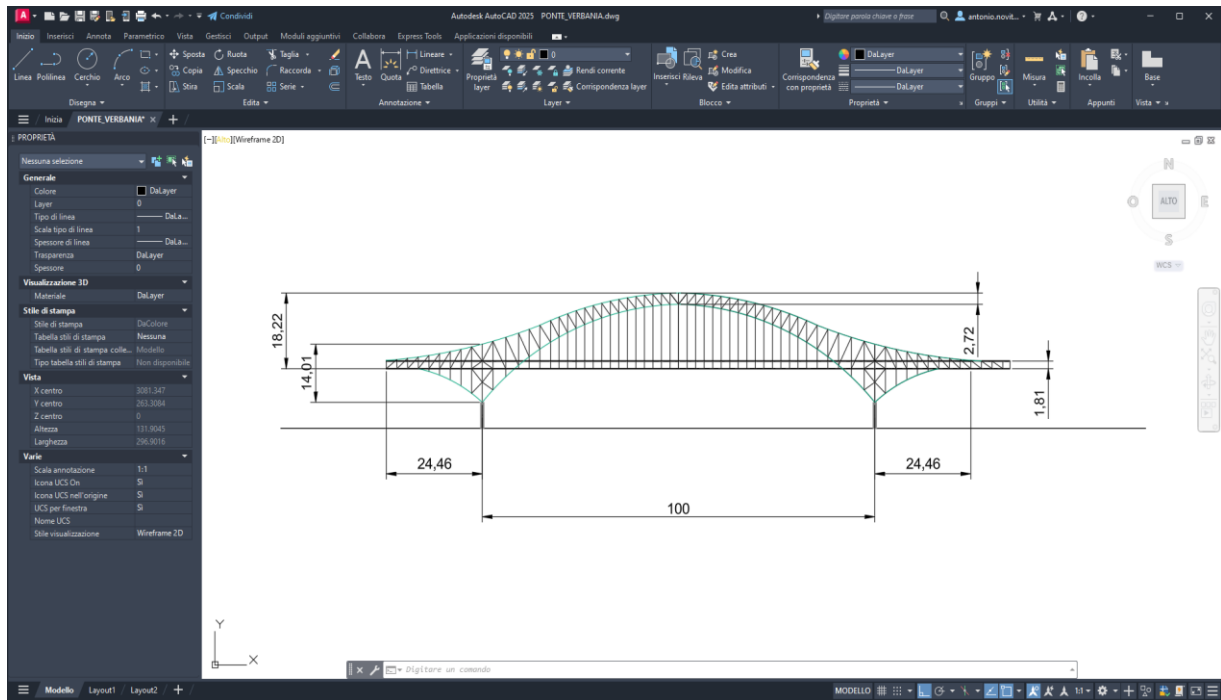 A Condividi Autodesk AutoCAD 2025 PONTE_VERBANIA.dwg Digitare parola chiave o frase antonio.novit...
Inizio Inserisci Annota Parametrico Vista Gestisci Output Moduli aggiuntivi Collabora Express Tools Applicazioni disponibili
Linea Polilinea Cerchio Arco
Sposta Ruota Taglia
Copia Specchio Raccorda
Stira Scala Serie
Testo Quota
Lineare
Direttrice
Tabella
Proprietà layer
0
Rendi corrente
Corrispondenza layer
Inserisci Rileva
Crea
Modifica
Edita attributi
Corrispondenza con proprietà
DaLayer
DaLayer
DaLayer
Gruppo Misura Incolla Base
Disegna Edita Annotazione Layer Blocco Proprietà Gruppi Utilità Appunti Vista
Inizio PONTE_VERBANIA*
PROPRIETÀ
Nessuna selezione
Generale
Colore DaLayer
Layer 0
Tipo di linea DaLa...
Scala tipo di linea 1
Spessore di linea DaLa...
Trasparenza DaLayer
Spessore 0
Visualizzazione 3D
Materiale DaLayer
Stile di stampa
Stile di stampa DaColore
Tabella stili di stampa Nessuna
Tabella stili di stampa colle... Modello
Tipo tabella stili di stampa Non disponibile
Vista
X centro 3081.347
Y centro 263.3084
Z centro 0
Altezza 131.9045
Larghezza 296.9016
Varie
Scala annotazione 1:1
Icona UCS On Sì
Icona UCS nell'origine Sì
UCS per finestra Sì
Nome UCS
Stile visualizzazione Wireframe 2D
[−][Alto][Wireframe 2D]
N
O ALTO E
S
WCS
18,22
14,01
2,72
1,81
24,46
24,46
100
Y
X
Digitare un comando
Modello Layout1 Layout2
MODELLO 1:1